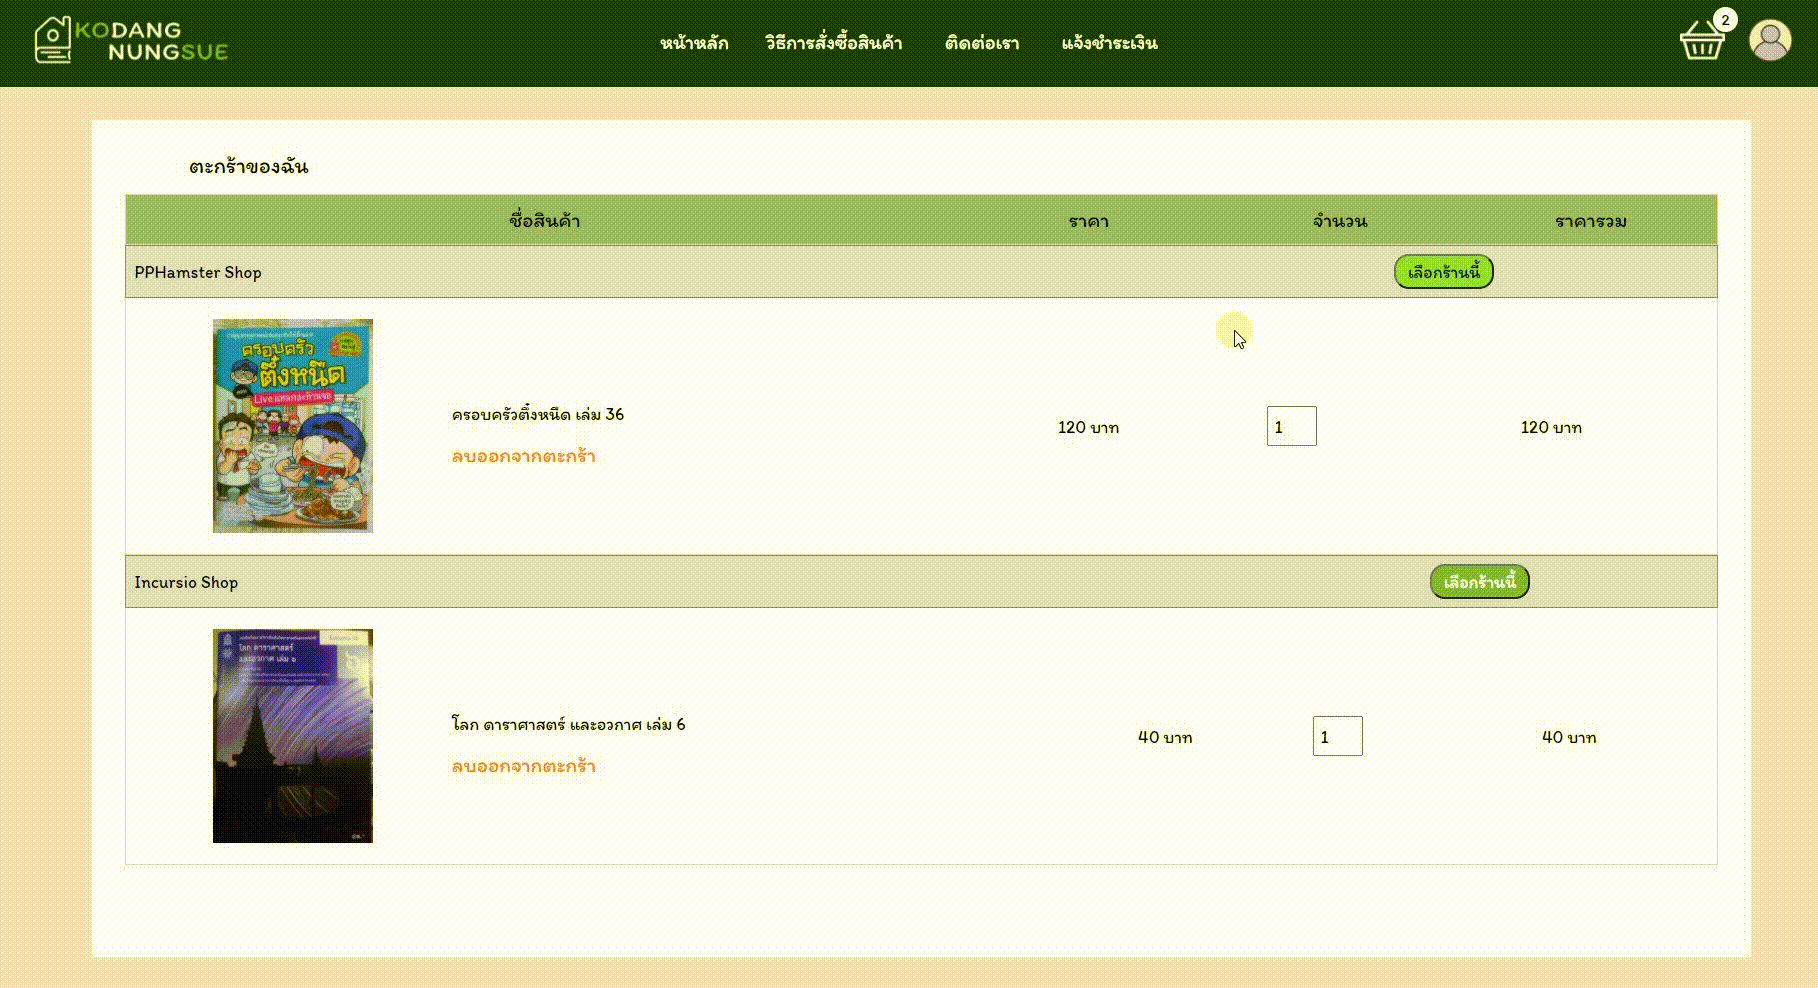 KODANG
NUNGSUE
หน้าหลัก วิธีการสั่งซื้อสินค้า ติดต่อเรา แจ้งชำระเงิน
2
ตะกร้าของฉัน
ชื่อสินค้า ราคา จำนวน ราคารวม
PPHamster Shop เลือกร้านนี้
ครอบครัว
ตึ๋งหนืด
ครอบครัวตึ๋งหนืด เล่ม 36
120 บาท 1 120 บาท
ลบออกจากตะกร้า
Incursio Shop เลือกร้านนี้
โลก ดาราศาสตร์
และอวกาศ เล่ม ๖
โลก ดาราศาสตร์ และอวกาศ เล่ม 6
40 บาท 1 40 บาท
ลบออกจากตะกร้า